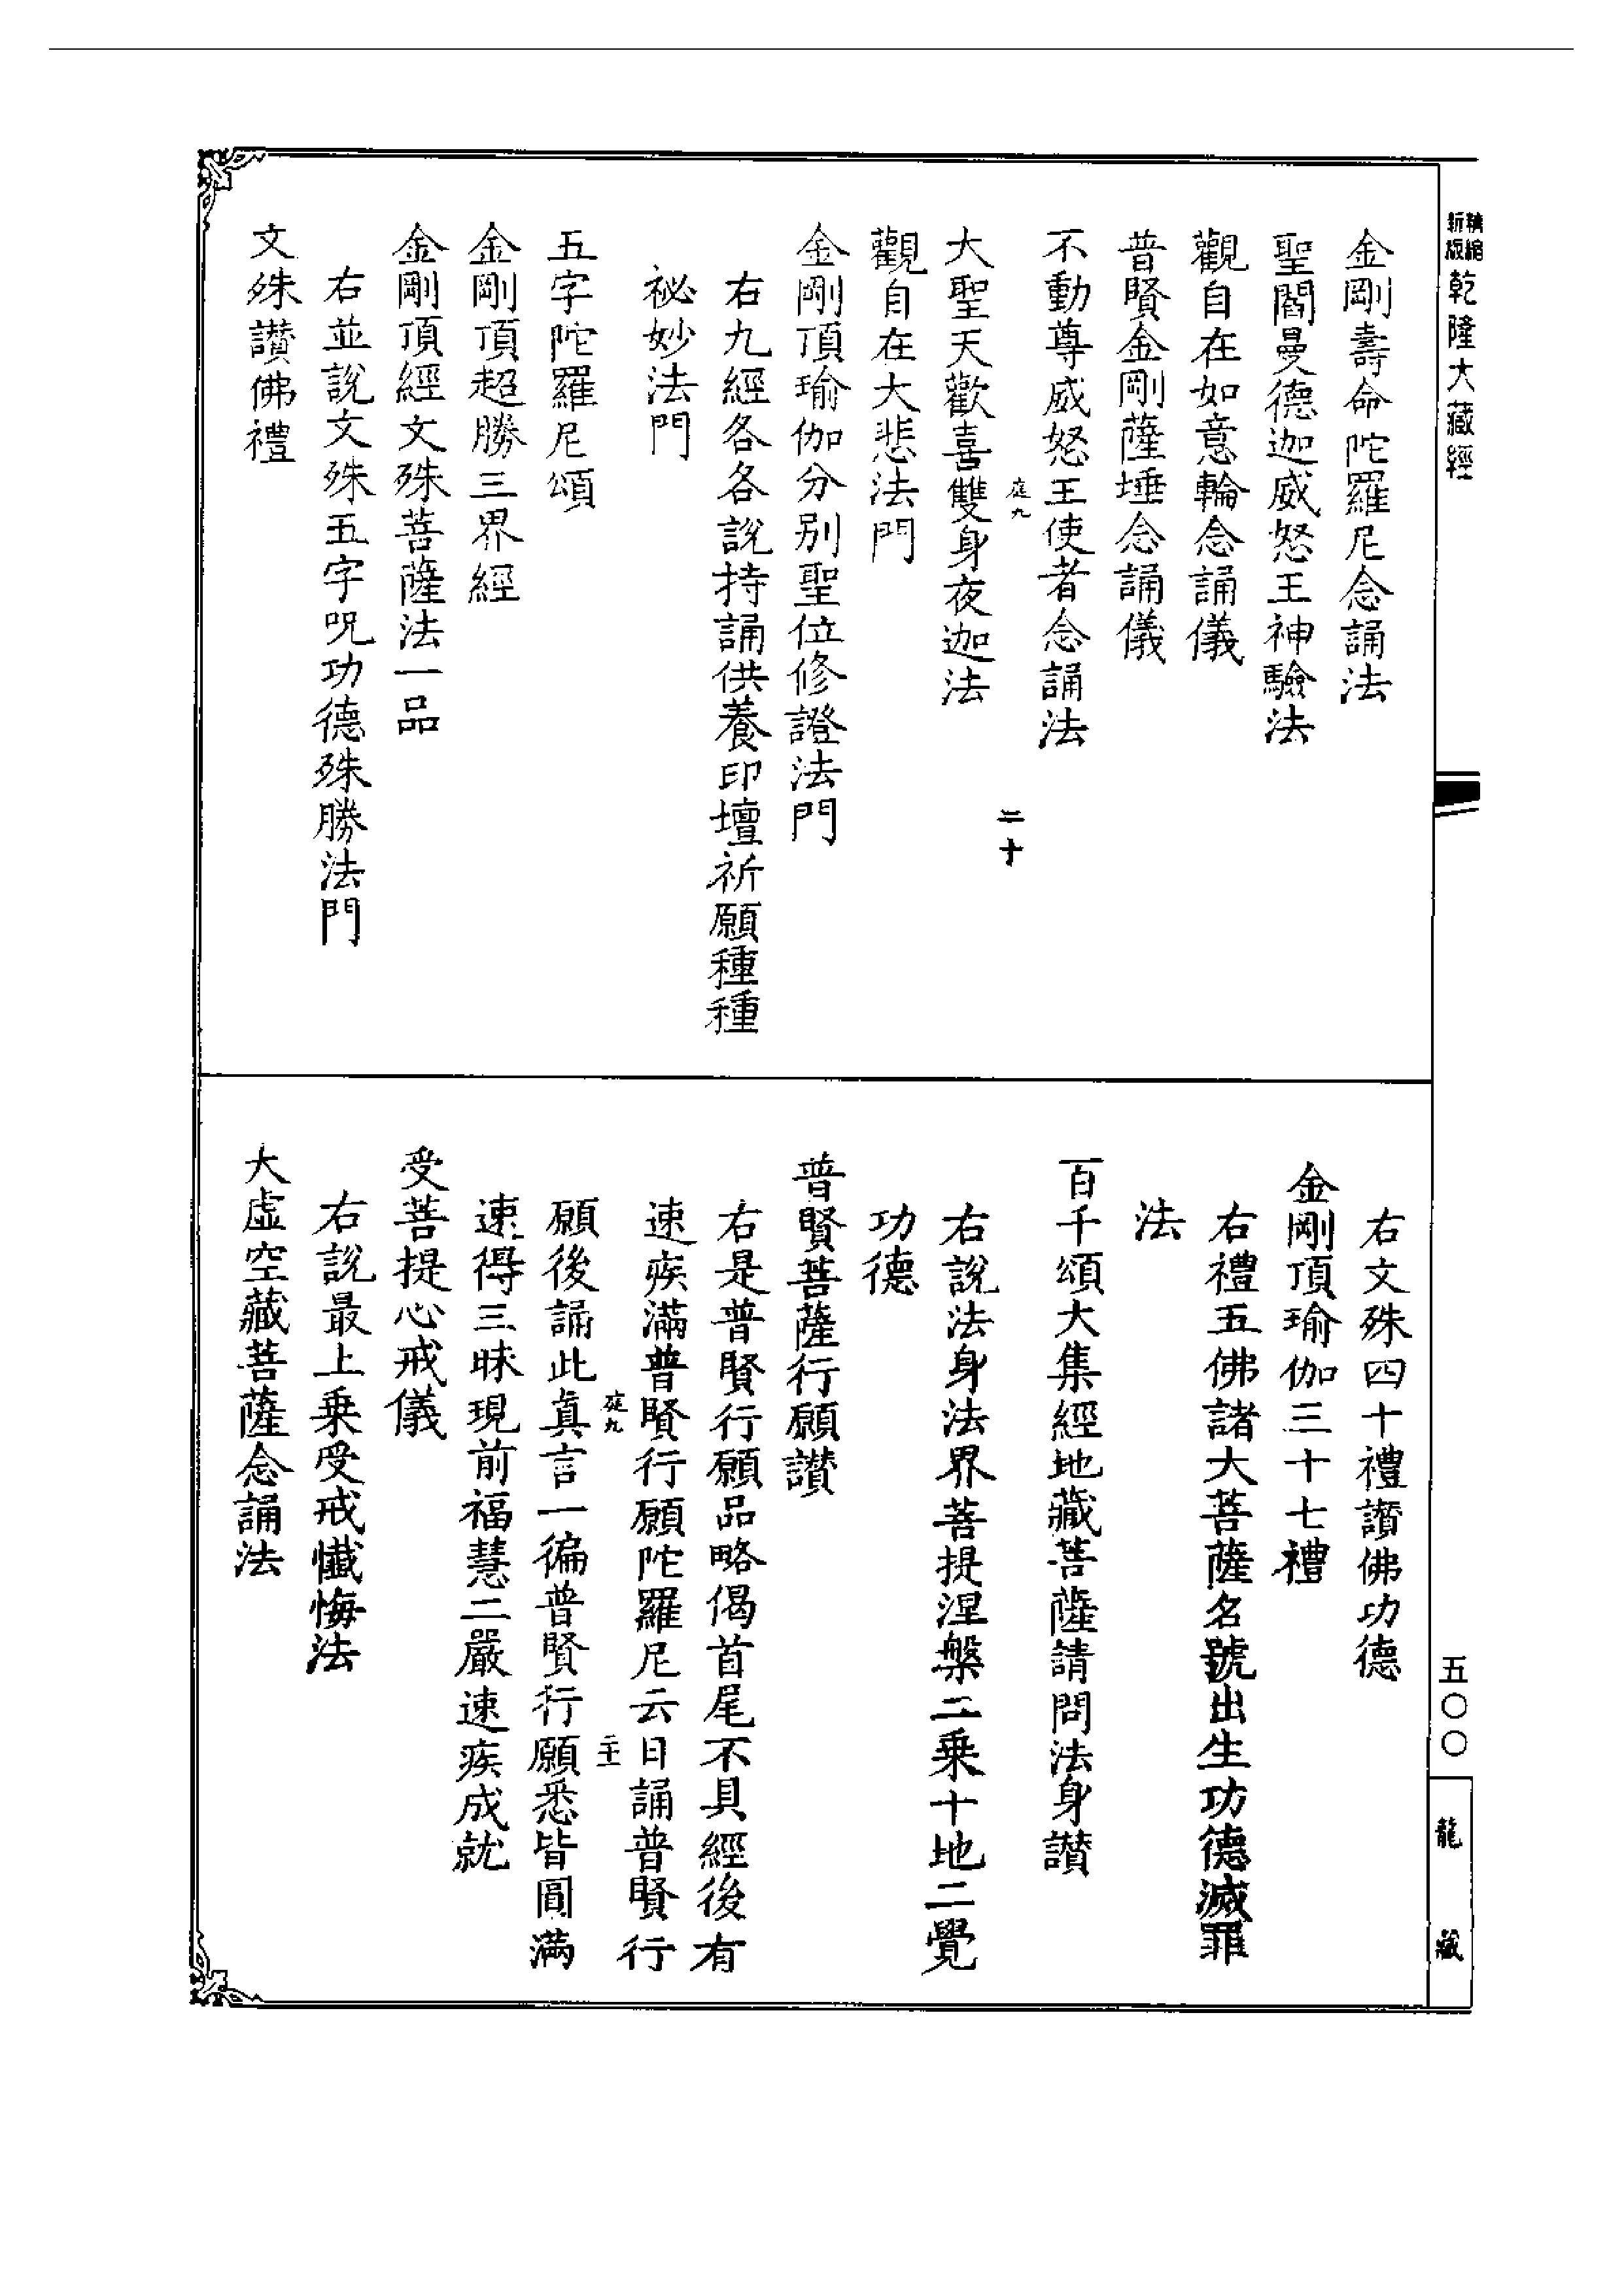 新版精縮乾隆大藏經
金剛壽命陀羅尼念誦法
聖閻曼德迦威怒王神驗法
觀自在如意輪念誦儀
普賢金剛薩埵念誦儀
不動尊威怒王使者念誦法
庭九
二十
大聖天歡喜雙身夜迦法
觀自在大悲法門
金剛頂瑜伽分別聖位修證法門
右九經各各說持誦供養印壇祈願種種
祕妙法門
五字陀羅尼頌
金剛頂超勝三界經
金剛頂經文殊菩薩法一品
右並說文殊五字呪功德殊勝法門
文殊讚佛禮
右文殊四十禮讚佛功德
金剛頂瑜伽三十七禮
右禮五佛諸大菩薩名號出生功德滅罪
法
百千頌大集經地藏菩薩請問法身讚
右說法身法界菩提涅槃二乘十地二覺
功德
普賢菩薩行願讚
右是普賢行願品略偈首尾不具經後有
速疾滿普賢行願陀羅尼云日誦普賢行
庭九
二十一
願後誦此真言一徧普賢行願悉皆圓滿
速得三昧現前福慧二嚴速疾成就
受菩提心戒儀
右說最上乘受戒懺悔法
大虛空藏菩薩念誦法
五〇〇
龍藏